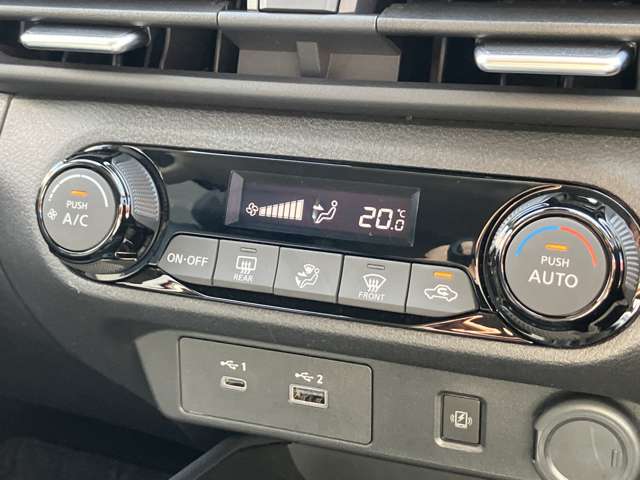 PUSH
A/C
20.0°C
ON·OFF
REAR
FRONT
PUSH
AUTO
1
2